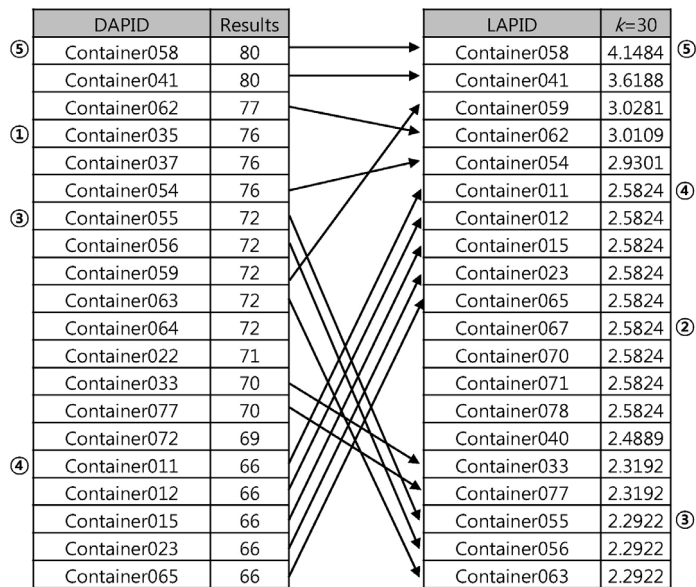 DAPID Results LAPID k=30
⑤ Container058 80 Container058 4.1484 ⑤
Container041 80 Container041 3.6188
Container062 77 Container059 3.0281
① Container035 76 Container062 3.0109
Container037 76 Container054 2.9301
Container054 76 Container011 2.5824 ④
③ Container055 72 Container012 2.5824
Container056 72 Container015 2.5824
Container059 72 Container023 2.5824
Container063 72 Container065 2.5824
Container064 72 Container067 2.5824 ②
Container022 71 Container070 2.5824
Container033 70 Container071 2.5824
Container077 70 Container078 2.5824
Container072 69 Container040 2.4889
④ Container011 66 Container033 2.3192
Container012 66 Container077 2.3192
Container015 66 Container055 2.2922 ③
Container023 66 Container056 2.2922
Container065 66 Container063 2.2922